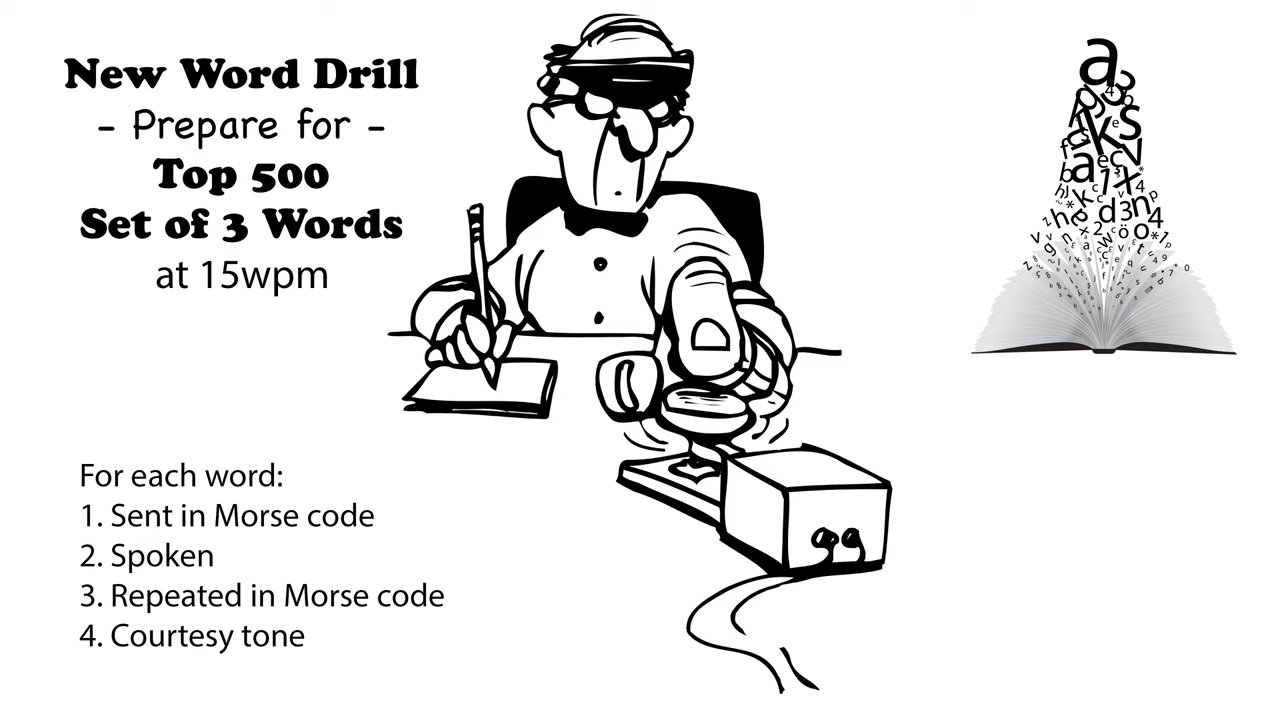 New Word Drill
- Prepare for -
Top 500
Set of 3 Words
at 15wpm
For each word:
1. Sent in Morse code
2. Spoken
3. Repeated in Morse code
4. Courtesy tone